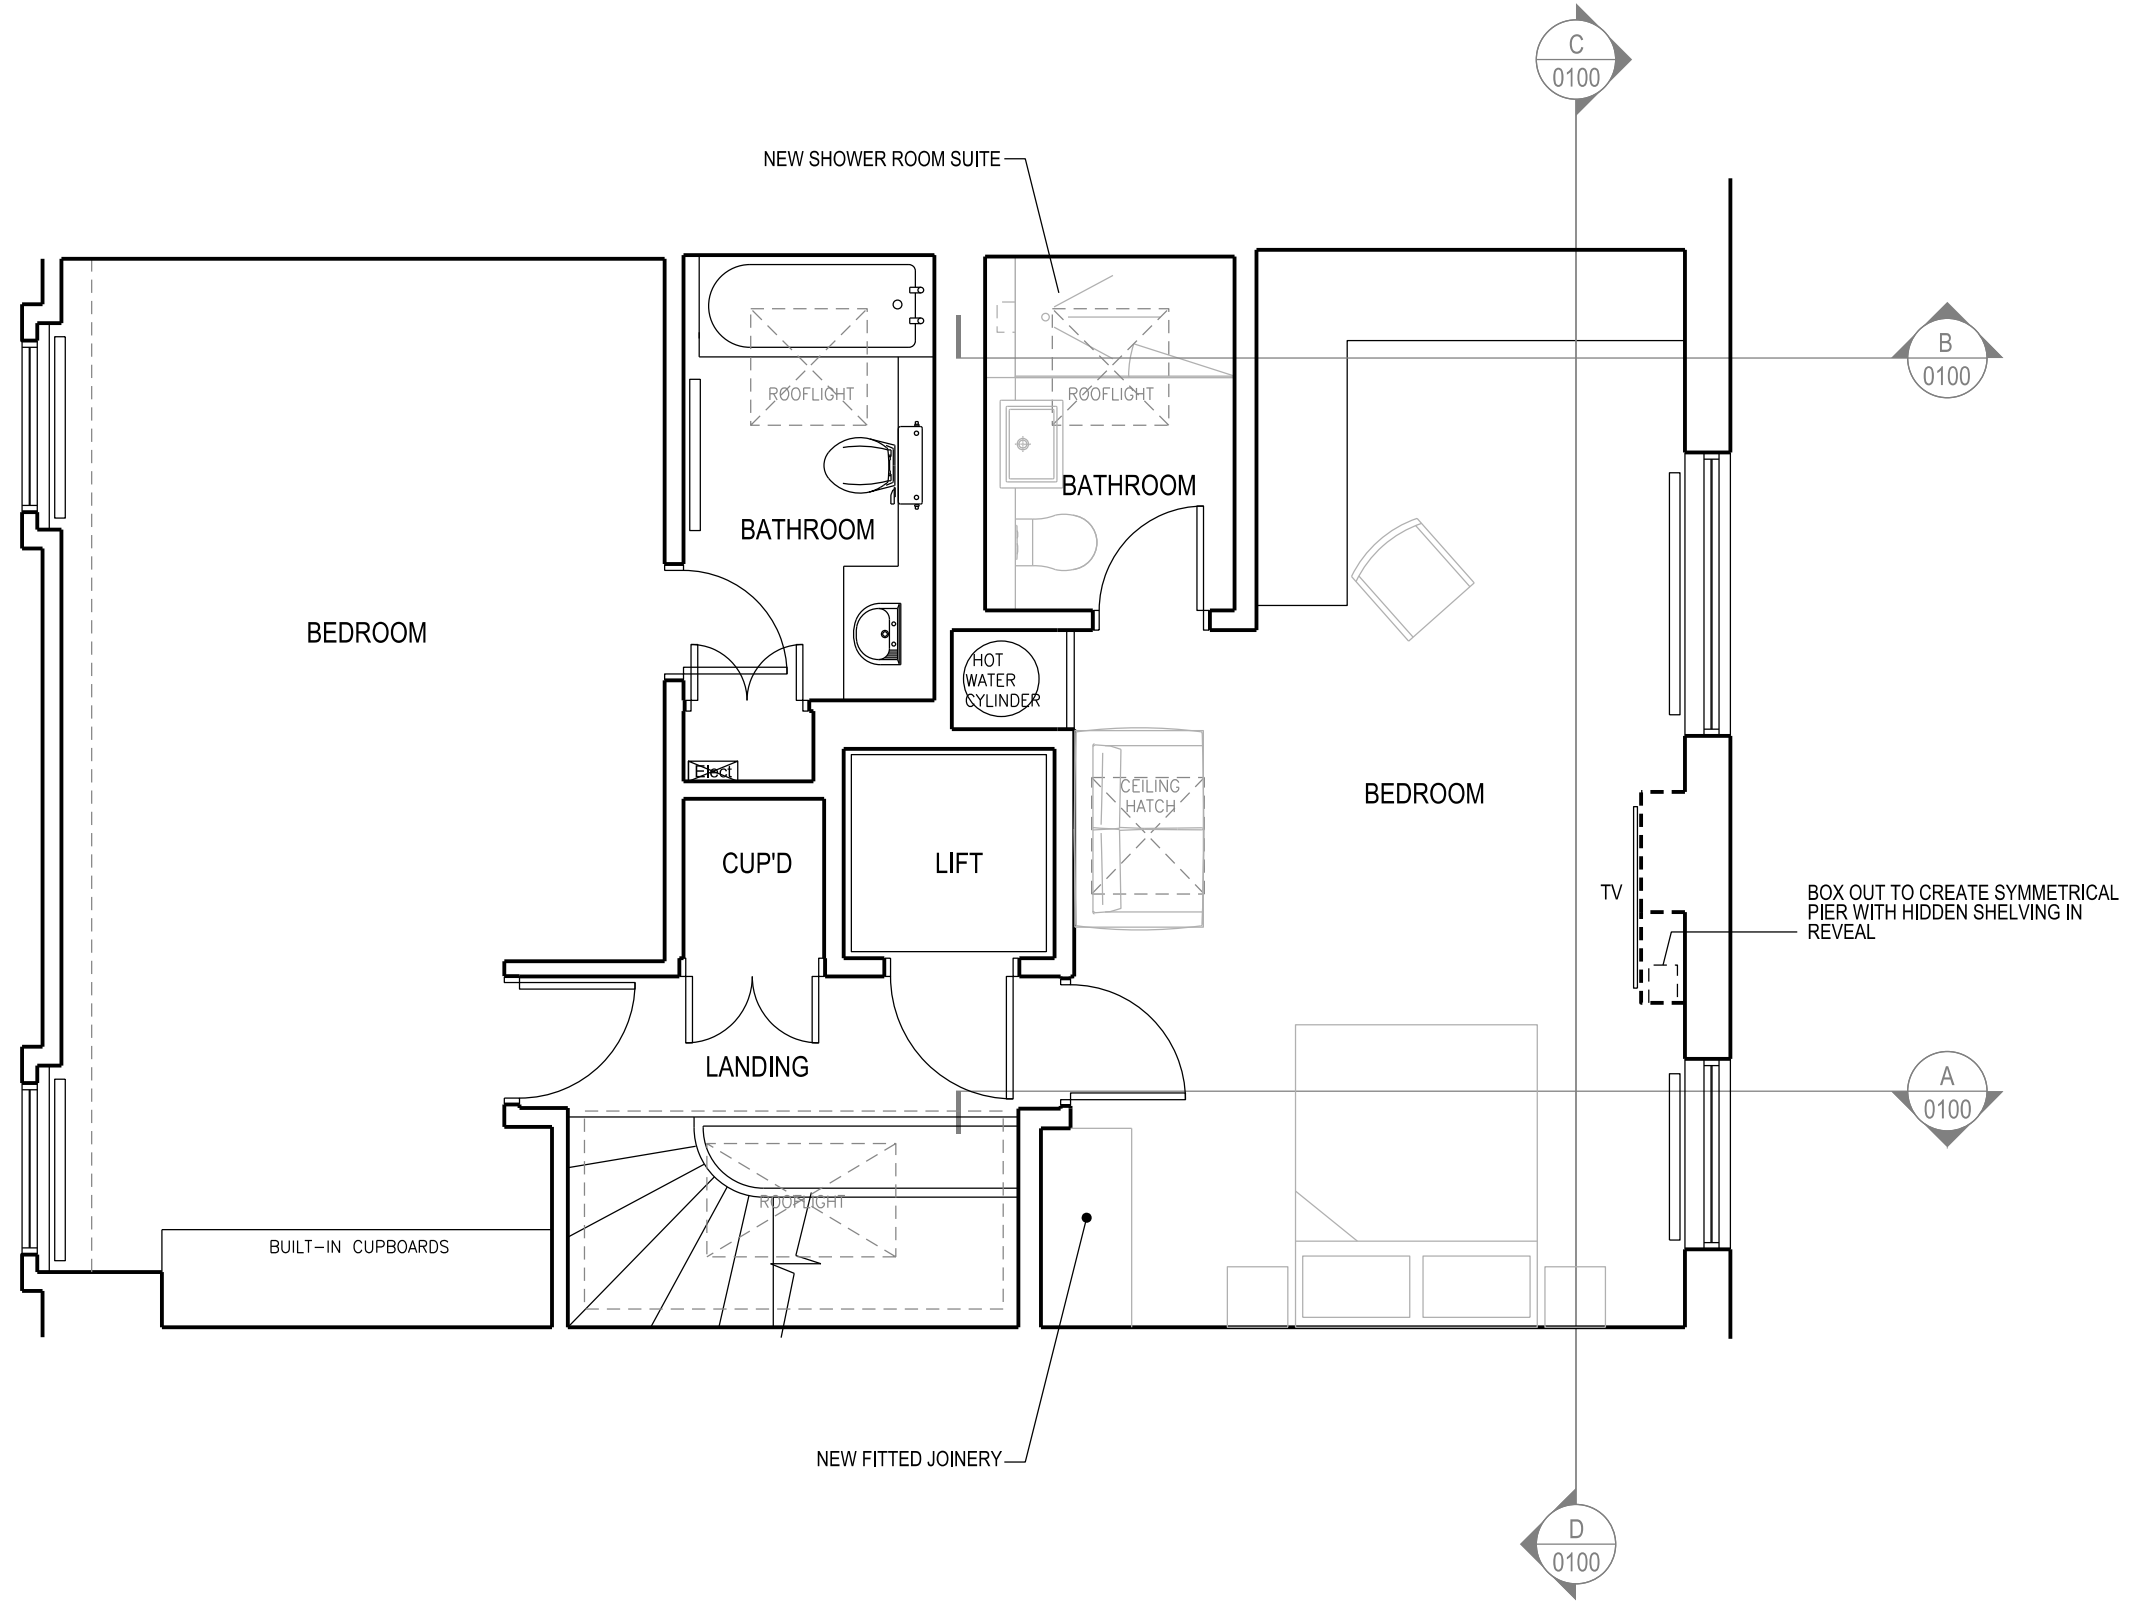 C
0100
NEW SHOWER ROOM SUITE
B
0100
ROOFLIGHT
ROOFLIGHT
BATHROOM
BATHROOM
BEDROOM
HOT
WATER
CYLINDER
Elect
CEILING
HATCH
BEDROOM
CUP'D
LIFT
TV
BOX OUT TO CREATE SYMMETRICAL
PIER WITH HIDDEN SHELVING IN
REVEAL
LANDING
A
0100
ROOFLIGHT
BUILT-IN CUPBOARDS
NEW FITTED JOINERY
D
0100